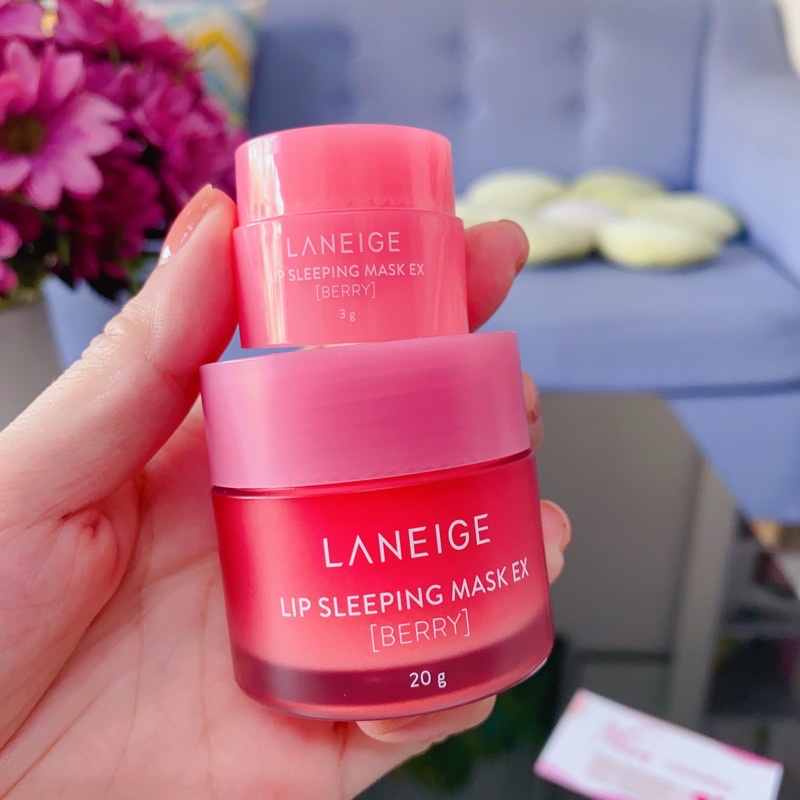 LANEIGE
LIP SLEEPING MASK EX
[BERRY]
3 g
LANEIGE
LIP SLEEPING MASK EX
[BERRY]
20 g